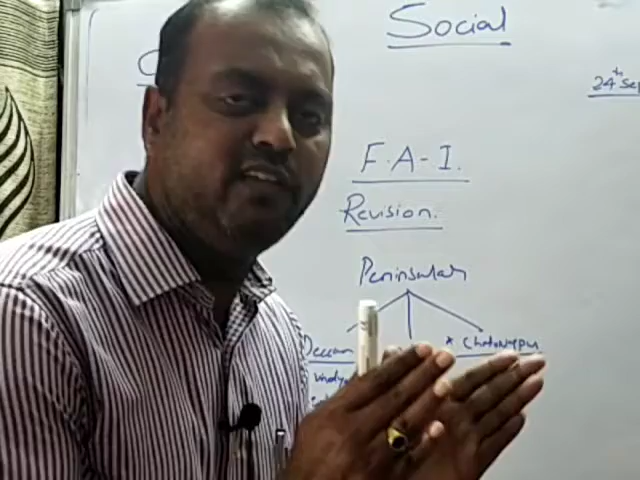 Social
24th Sep
F.A-I.
Revision.
Peninsular
Deccan
* Chotanagpur